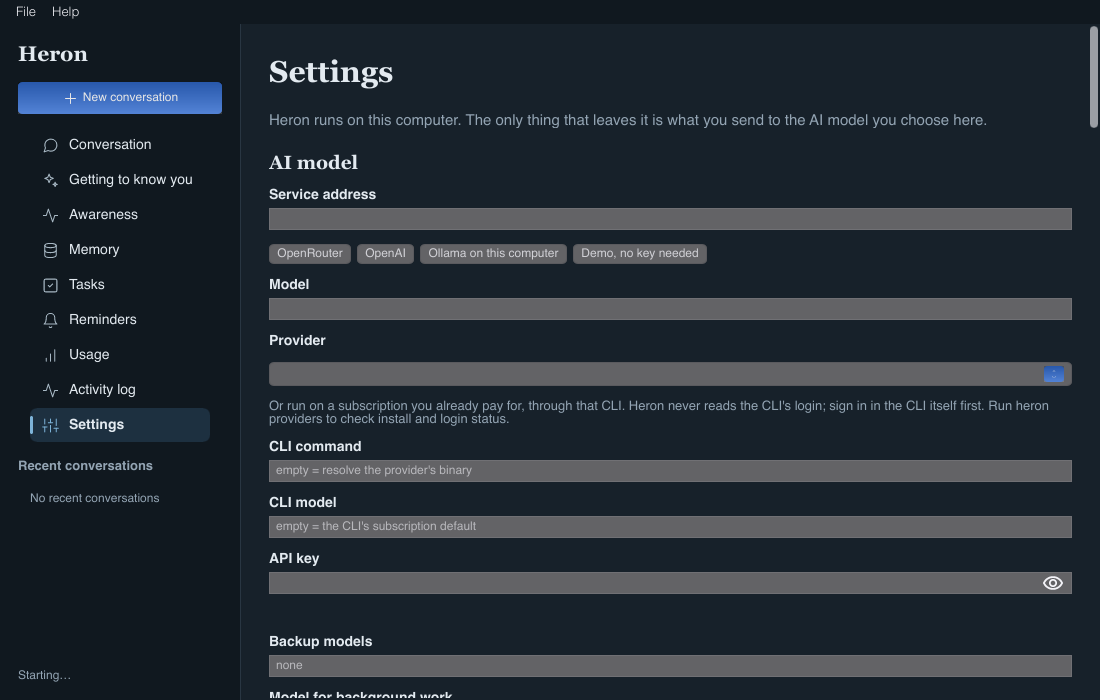 File Help
Heron
New conversation
Conversation
Getting to know you
Awareness
Memory
Tasks
Reminders
Usage
Activity log
Settings
Recent conversations
No recent conversations
Starting...
Settings
Heron runs on this computer. The only thing that leaves it is what you send to the AI model you choose here.
AI model
Service address
OpenRouter OpenAI Ollama on this computer Demo, no key needed
Model
Provider
Or run on a subscription you already pay for, through that CLI. Heron never reads the CLI's login; sign in in the CLI itself first. Run heron
providers to check install and login status.
CLI command
empty = resolve the provider's binary
CLI model
empty = the CLI's subscription default
API key
Backup models
none
Model for background work